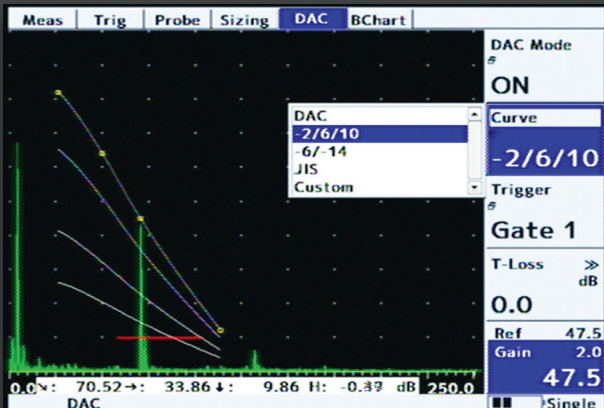 Meas Trig Probe Sizing DAC BChart
DAC Mode
ON
Curve
-2/6/10
Trigger
Gate 1
T-Loss
dB
0.0
Ref 47.5
Gain 2.0
47.5
DAC
-2/6/10
-6/-14
JIS
Custom
0.0 : 70.52 : 33.86 : 9.86 H: -0.39 dB 250.0
DAC
Single